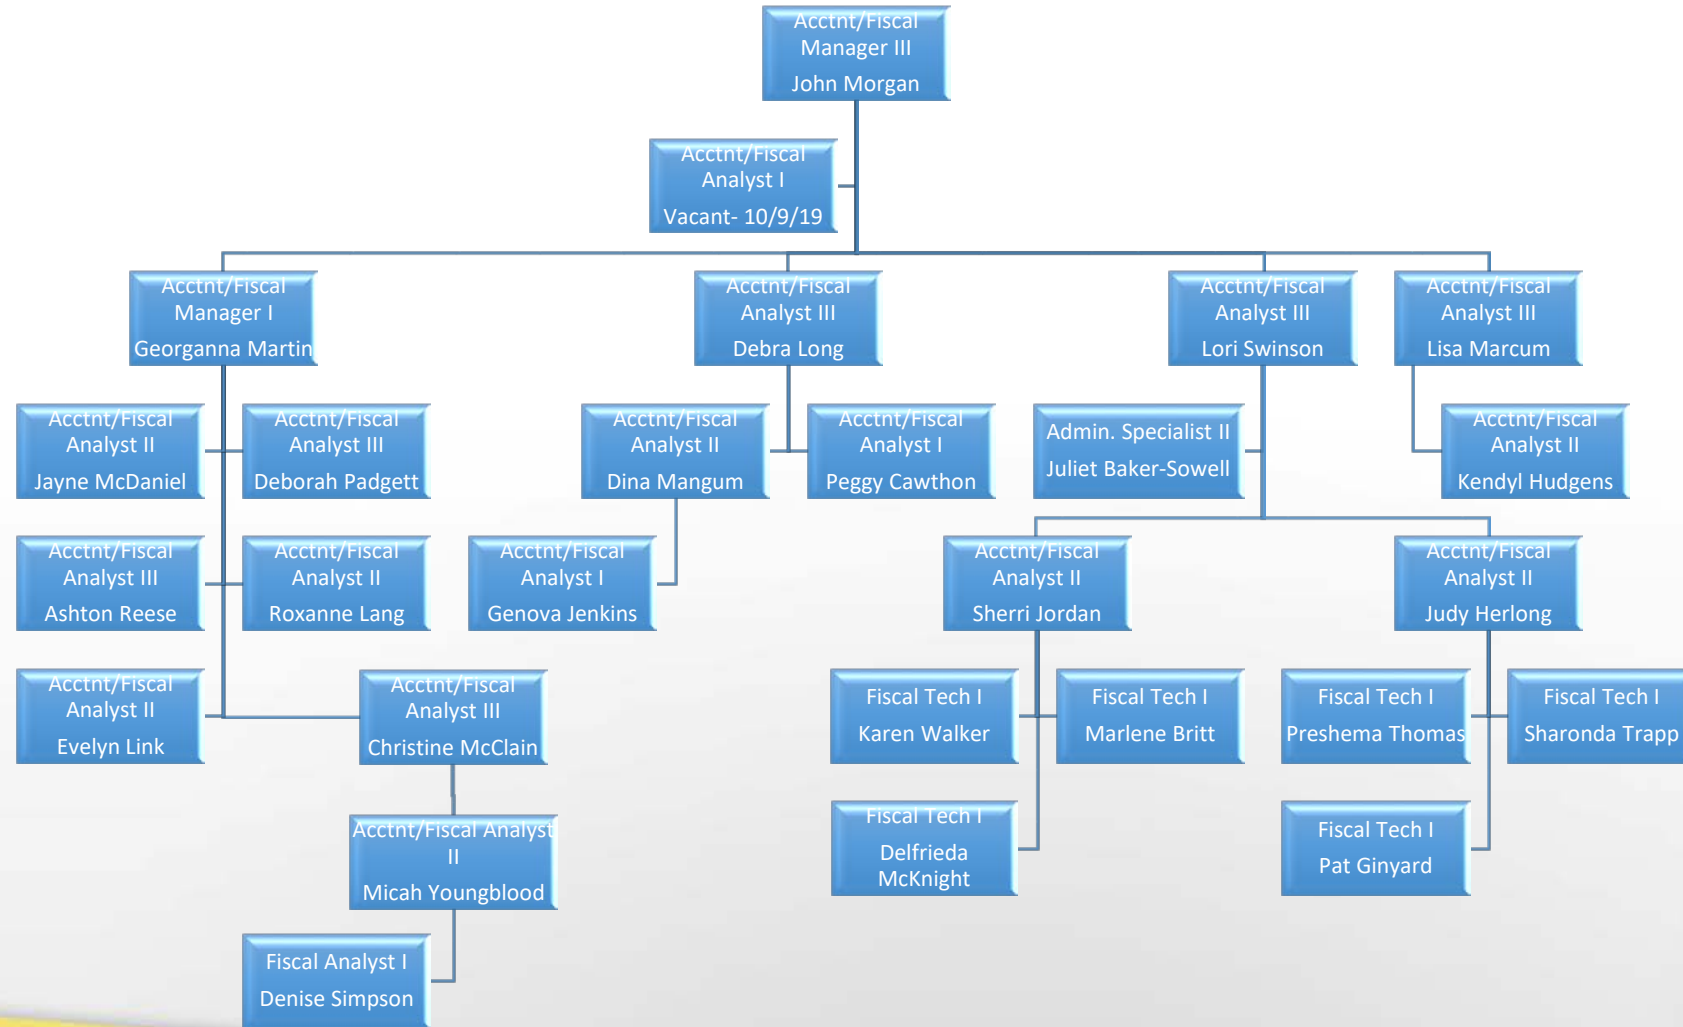 Acctnt/Fiscal
Manager III
John Morgan
Acctnt/Fiscal
Analyst I
Vacant- 10/9/19
Acctnt/Fiscal
Manager I
Georganna Martin
Acctnt/Fiscal
Analyst III
Debra Long
Acctnt/Fiscal
Analyst III
Lori Swinson
Acctnt/Fiscal
Analyst III
Lisa Marcum
Acctnt/Fiscal
Analyst II
Jayne McDaniel
Acctnt/Fiscal
Analyst III
Deborah Padgett
Acctnt/Fiscal
Analyst II
Dina Mangum
Acctnt/Fiscal
Analyst I
Peggy Cawthon
Admin. Specialist II
Juliet Baker-Sowell
Acctnt/Fiscal
Analyst II
Kendyl Hudgens
Acctnt/Fiscal
Analyst III
Ashton Reese
Acctnt/Fiscal
Analyst II
Roxanne Lang
Acctnt/Fiscal
Analyst I
Genova Jenkins
Acctnt/Fiscal
Analyst II
Sherri Jordan
Acctnt/Fiscal
Analyst II
Judy Herlong
Acctnt/Fiscal
Analyst II
Evelyn Link
Acctnt/Fiscal
Analyst III
Christine McClain
Fiscal Tech I
Karen Walker
Fiscal Tech I
Marlene Britt
Fiscal Tech I
Preshema Thomas
Fiscal Tech I
Sharonda Trapp
Acctnt/Fiscal Analyst
II
Micah Youngblood
Fiscal Tech I
Delfrieda
McKnight
Fiscal Tech I
Pat Ginyard
Fiscal Analyst I
Denise Simpson